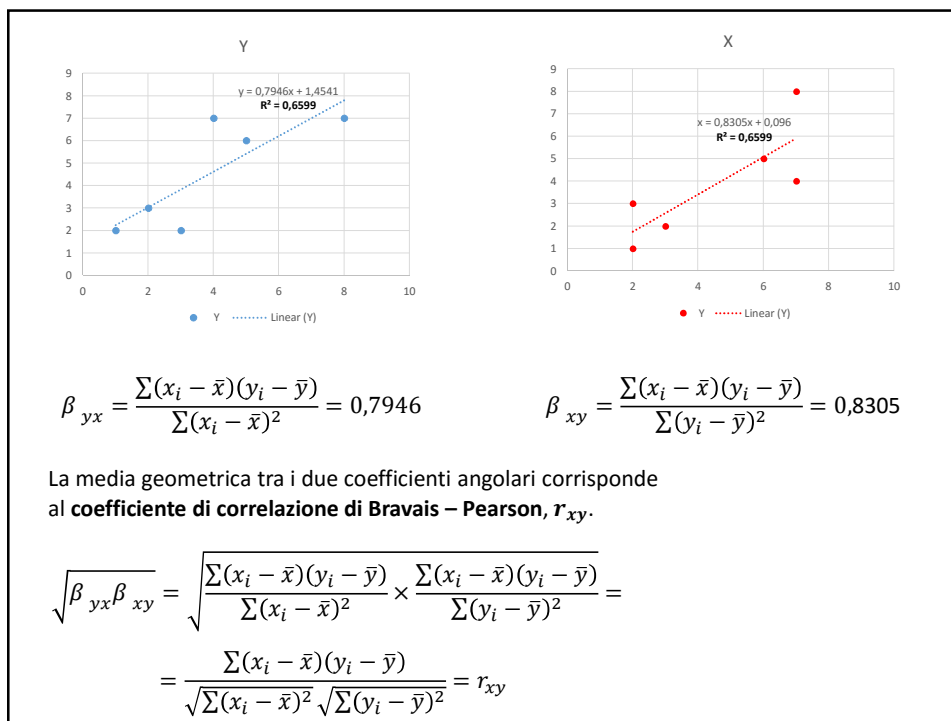 Y
X
9
8
7
6
5
4
3
2
1
0
0 2 4 6 8 10
y = 0,7946x + 1,4541
R² = 0,6599
Y Linear (Y)
9
8
7
6
5
4
3
2
1
0
0 2 4 6 8 10
x = 0,8305x + 0,096
R² = 0,6599
Y Linear (Y)
β yx = ∑(xᵢ − x̄)(yᵢ − ȳ) / ∑(xᵢ − x̄)² = 0,7946
β xy = ∑(xᵢ − x̄)(yᵢ − ȳ) / ∑(yᵢ − ȳ)² = 0,8305
La media geometrica tra i due coefficienti angolari corrisponde
al coefficiente di correlazione di Bravais – Pearson, r_xy.
√(β yx β xy) = √(∑(xᵢ − x̄)(yᵢ − ȳ) / ∑(xᵢ − x̄)² × ∑(xᵢ − x̄)(yᵢ − ȳ) / ∑(yᵢ − ȳ)²) =
= ∑(xᵢ − x̄)(yᵢ − ȳ) / √∑(xᵢ − x̄)² √∑(yᵢ − ȳ)² = r_xy